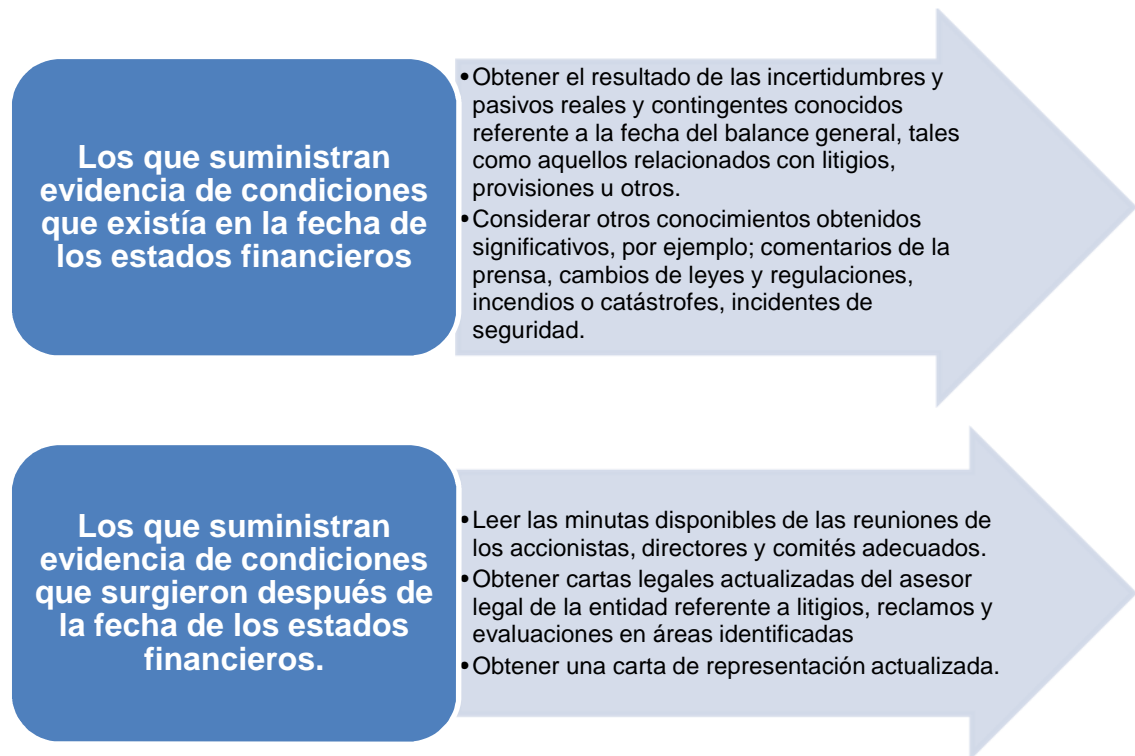 Los que suministran
evidencia de condiciones
que existía en la fecha de
los estados financieros
•Obtener el resultado de las incertidumbres y
pasivos reales y contingentes conocidos
referente a la fecha del balance general, tales
como aquellos relacionados con litigios,
provisiones u otros.
•Considerar otros conocimientos obtenidos
significativos, por ejemplo; comentarios de la
prensa, cambios de leyes y regulaciones,
incendios o catástrofes, incidentes de
seguridad.
Los que suministran
evidencia de condiciones
que surgieron después de
la fecha de los estados
financieros.
•Leer las minutas disponibles de las reuniones de
los accionistas, directores y comités adecuados.
•Obtener cartas legales actualizadas del asesor
legal de la entidad referente a litigios, reclamos y
evaluaciones en áreas identificadas
•Obtener una carta de representación actualizada.